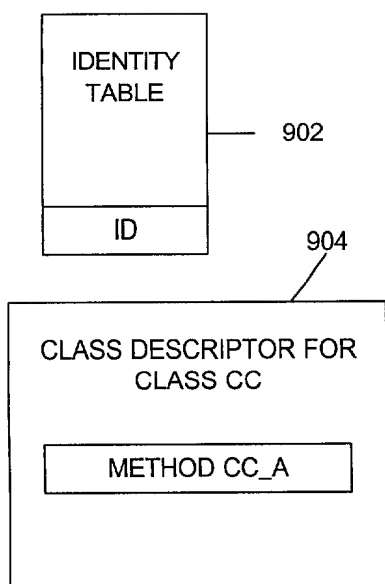 IDENTITY
TABLE
902
ID
904
CLASS DESCRIPTOR FOR
CLASS CC
METHOD CC_A